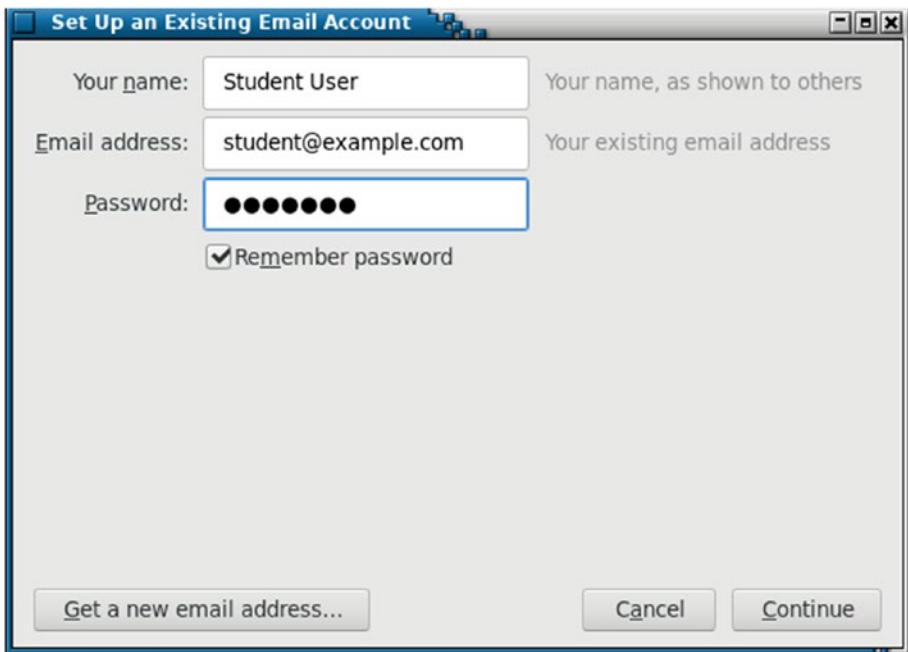 Set Up an Existing Email Account
Your name: Student User Your name, as shown to others
Email address: student@example.com Your existing email address
Password: ●●●●●●●
Remember password
Get a new email address... Cancel Continue